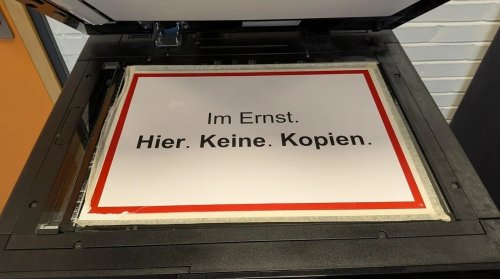 Im Ernst.
Hier. Keine. Kopien.